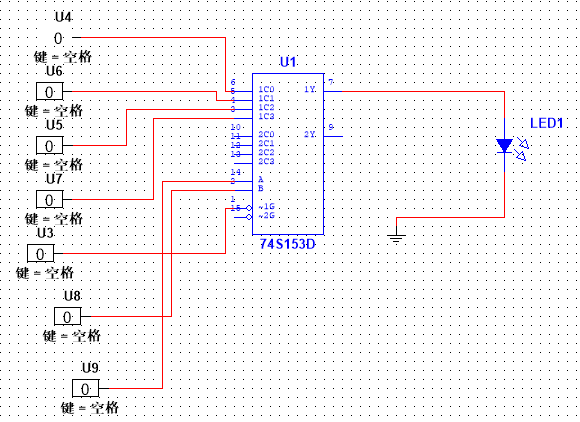 U4
0
键 = 空格
U6
0
键 = 空格
U5
0
键 = 空格
U7
0
键 = 空格
U3
0
键 = 空格
U8
0
键 = 空格
U9
0
键 = 空格
U1
6
5
4
3
10
11
12
13
14
2
1
15
1C0
1C1
1C2
1C3
2C0
2C1
2C2
2C3
A
B
~1G
~2G
1Y
7
2Y
9
74S153D
LED1